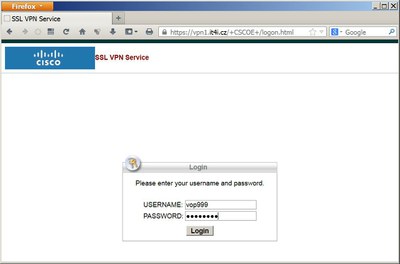 Firefox
SSL VPN Service
https://vpn1.it4i.cz/+CSCOE+/logon.html
Google
CISCO
SSL VPN Service
Login
Please enter your username and password.
USERNAME: vop999
PASSWORD: ●●●●●●●●
Login